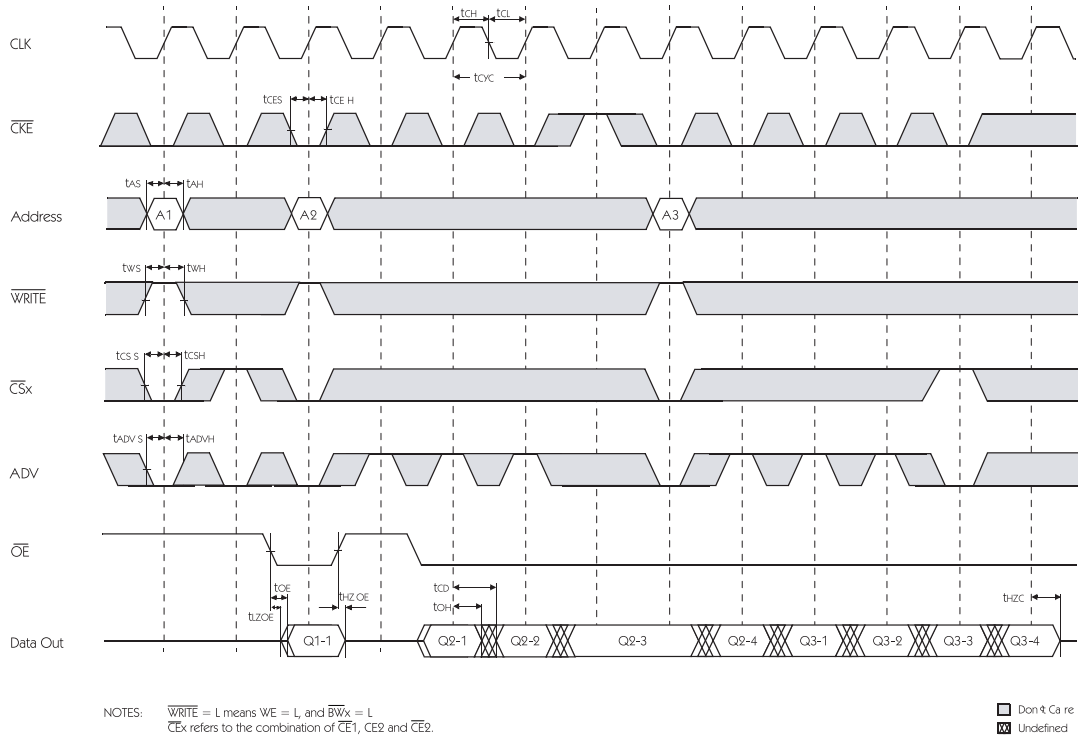 tCH tCL
CLK
tCYC
tCES tCE H
CKE
tAS tAH
Address A1 A2 A3
tWS tWH
WRITE
tCS S tCSH
CSx
tADV S tADVH
ADV
OE
tOE tHZ OE tCD tHZC
tLZOE tOH
Data Out Q1-1 Q2-1 Q2-2 Q2-3 Q2-4 Q3-1 Q3-2 Q3-3 Q3-4
NOTES: WRITE = L means WE = L, and BWx = L
CEx refers to the combination of CE1, CE2 and CE2.
Don t Ca re
Undefined